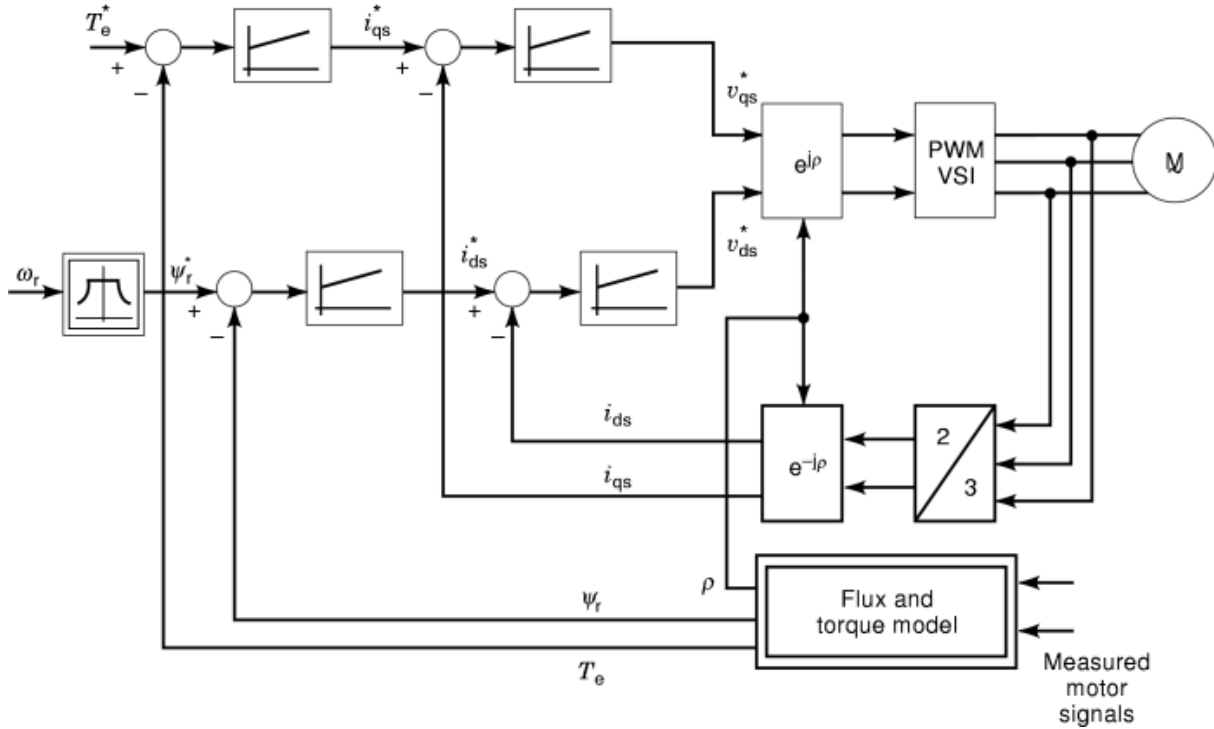 T*e
+
−
i*qs
+
−
v*qs
e^jρ
PWM
VSI
M
ωr
ψ*r
+
−
i*ds
+
−
v*ds
ids
iqs
e^−jρ
2
3
ρ
ψr
Te
Flux and
torque model
Measured
motor
signals